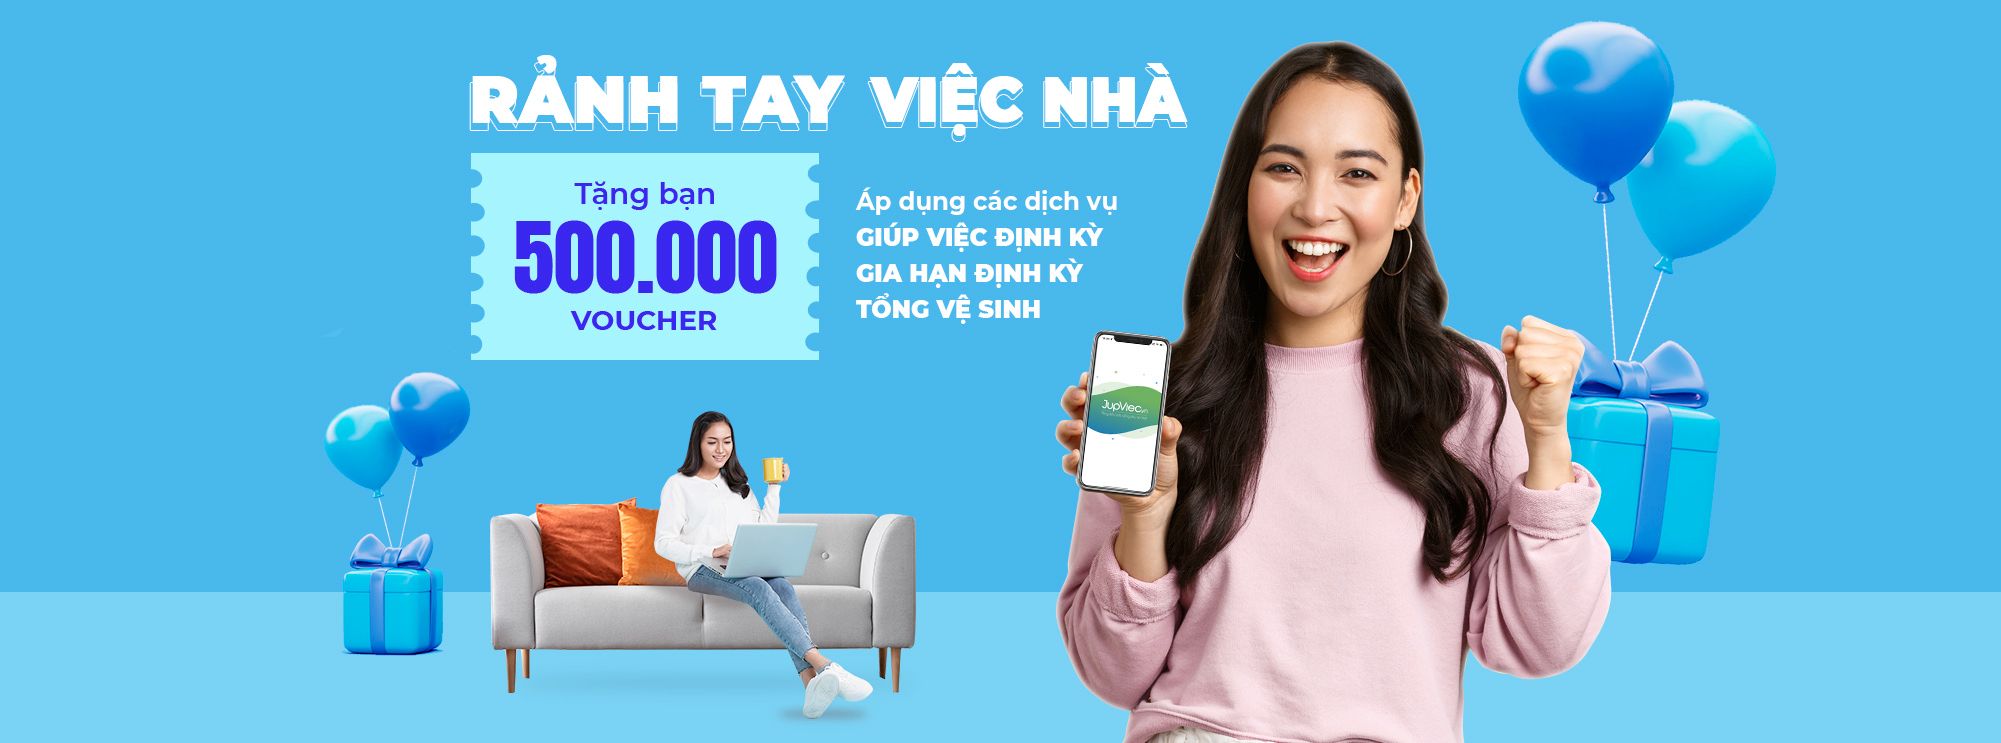 RẢNH TAY VIỆC NHÀ
Tặng bạn
500.000
VOUCHER
Áp dụng các dịch vụ
GIÚP VIỆC ĐỊNH KỲ
GIA HẠN ĐỊNH KỲ
TỔNG VỆ SINH
JupViec.vn